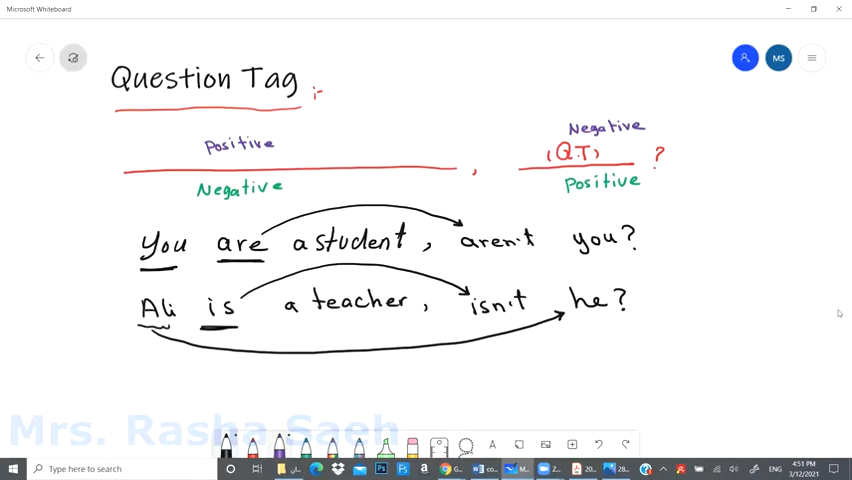 Microsoft Whiteboard
MS
Question Tag :-
Positive
Negative
Negative
, (Q.T) ?
Positive
You are a student, aren't you?
Ali is a teacher, isn't he?
Mrs. Rasha Saeh
Type here to search
4:51 PM
3/12/2021